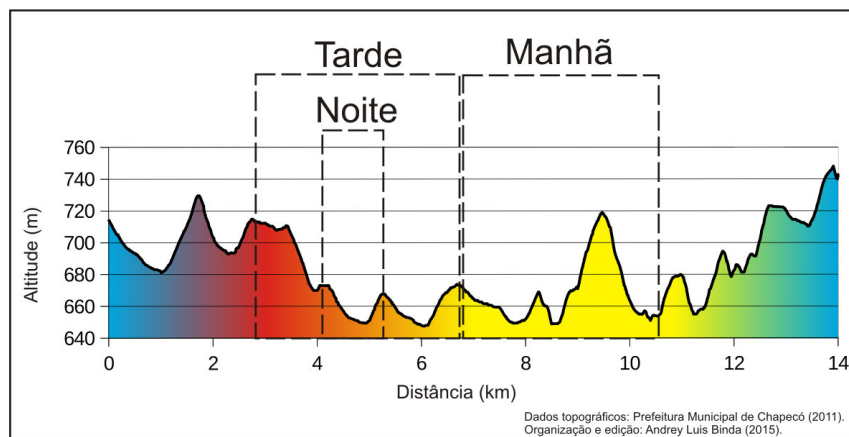 Tarde
Manhã
Noite
Altitude (m)
760
740
720
700
680
660
640
0 2 4 6 8 10 12 14
Distância (km)
Dados topográficos: Prefeitura Municipal de Chapecó (2011).
Organização e edição: Andrey Luis Binda (2015).